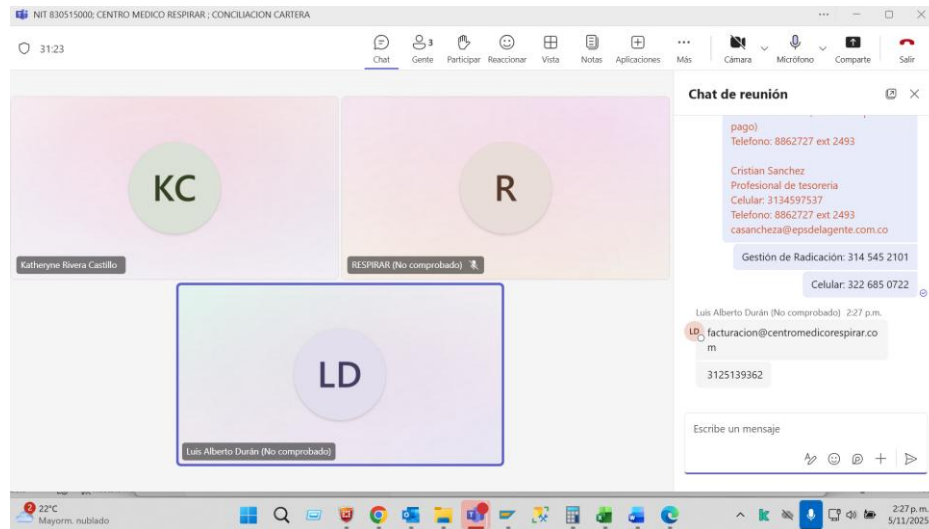 NIT 830515000; CENTRO MEDICO RESPIRAR ; CONCILIACION CARTERA
31:23
Chat
Gente
3
Participar
Reaccionar
Vista
Notas
Aplicaciones
Más
Cámara
Micrófono
Comparte
Salir
KC
Katheryne Rivera Castillo
R
RESPIRAR (No comprobado)
LD
Luis Alberto Durán (No comprobado)
Chat de reunión
pago)
Telefono: 8862727 ext 2493
Cristian Sanchez
Profesional de tesoreria
Celular: 3134597537
Telefono: 8862727 ext 2493
casancheza@epsdelagente.com.co
Gestión de Radicación: 314 545 2101
Celular: 322 685 0722
Luis Alberto Durán (No comprobado) 2:27 p.m.
LD
facturacion@centromedicorespirar.co
m
3125139362
Escribe un mensaje
2
22°C
Mayorm. nublado
2:27 p.m.
5/11/2025